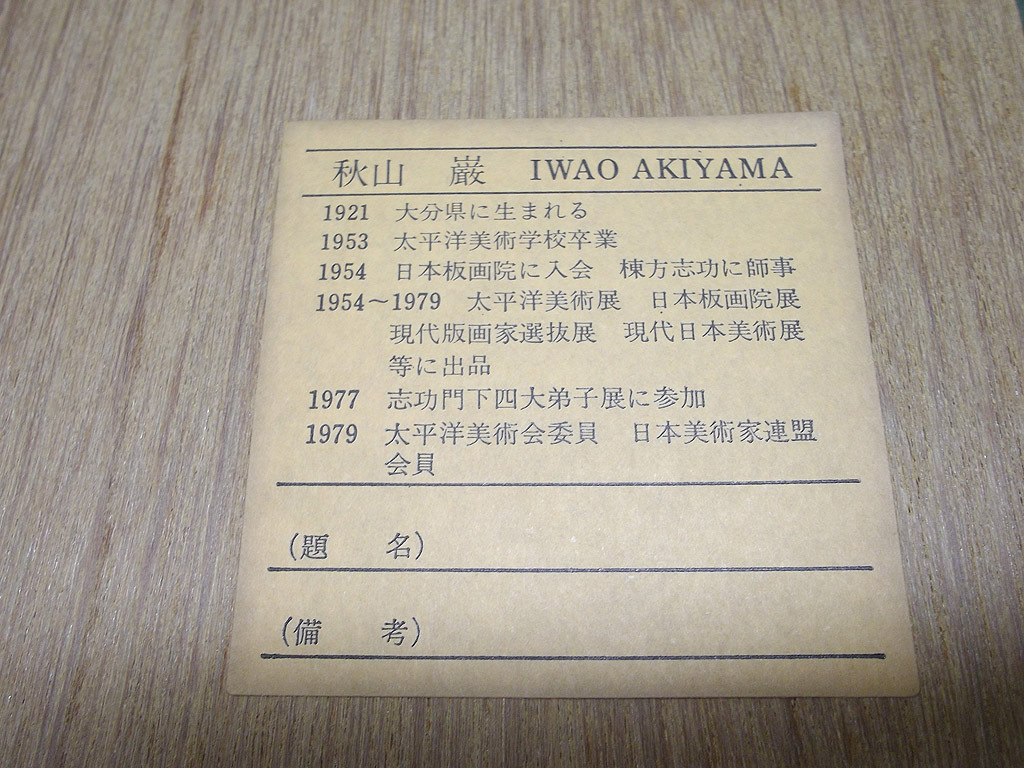 秋山　巌　IWAO AKIYAMA
1921　大分県に生まれる
1953　太平洋美術学校卒業
1954　日本板画院に入会　棟方志功に師事
1954～1979　太平洋美術展　日本板画院展
現代版画家選抜展　現代日本美術展
等に出品
1977　志功門下四大弟子展に参加
1979　太平洋美術会委員　日本美術家連盟
会員
(題　　名)
(備　　考)